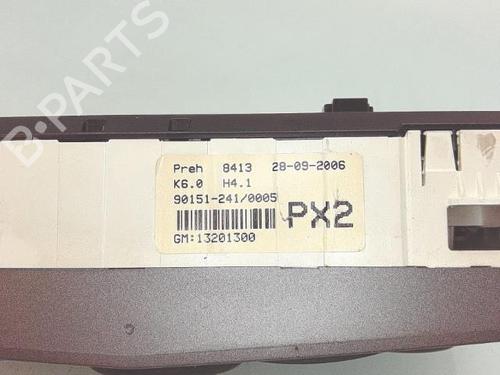 B-PARTS
Preh 8413 28-09-2006
K6.0 H4.1
90151-241/0005
PX2
GM:13201300